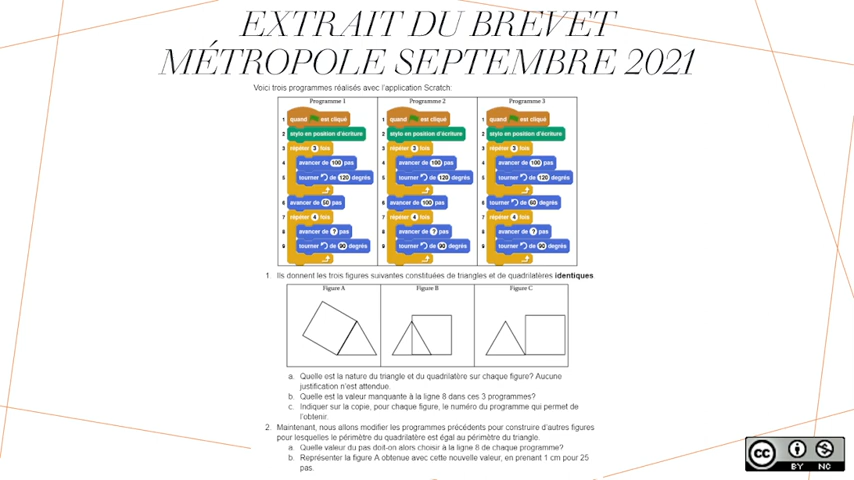 EXTRAIT DU BREVET
MÉTROPOLE SEPTEMBRE 2021
Voici trois programmes réalisés avec l'application Scratch:
Programme 1
1 quand est cliqué
2 stylo en position d'écriture
3 répéter 3 fois
4 avancer de 100 pas
5 tourner de 120 degrés
6 avancer de 50 pas
7 répéter 4 fois
8 avancer de ? pas
9 tourner de 90 degrés
Programme 2
1 quand est cliqué
2 stylo en position d'écriture
3 répéter 3 fois
4 avancer de 100 pas
5 tourner de 120 degrés
6 avancer de 100 pas
7 répéter 4 fois
8 avancer de ? pas
9 tourner de 90 degrés
Programme 3
1 quand est cliqué
2 stylo en position d'écriture
3 répéter 3 fois
4 avancer de 100 pas
5 tourner de 120 degrés
6 tourner de degrés
7 répéter 4 fois
8 avancer de ? pas
9 tourner de 90 degrés
1. Ils donnent les trois figures suivantes constituées de triangles et de quadrilatères identiques
Figure A
Figure B
Figure C
a. Quelle est la nature du triangle et du quadrilatère sur chaque figure? Aucune
justification n'est attendue.
b. Quelle est la valeur manquante à la ligne 8 dans ces 3 programmes?
c. Indiquer sur la copie, pour chaque figure, le numéro du programme qui permet de
l'obtenir.
2. Maintenant, nous allons modifier les programmes précédents pour construire d'autres figures
pour lesquelles le périmètre du quadrilatère est égal au périmètre du triangle.
a. Quelle valeur du pas doit-on alors choisir à la ligne 8 de chaque programme?
b. Représenter la figure A obtenue avec cette nouvelle valeur, en prenant 1 cm pour 25
pas.
cc
BY NC